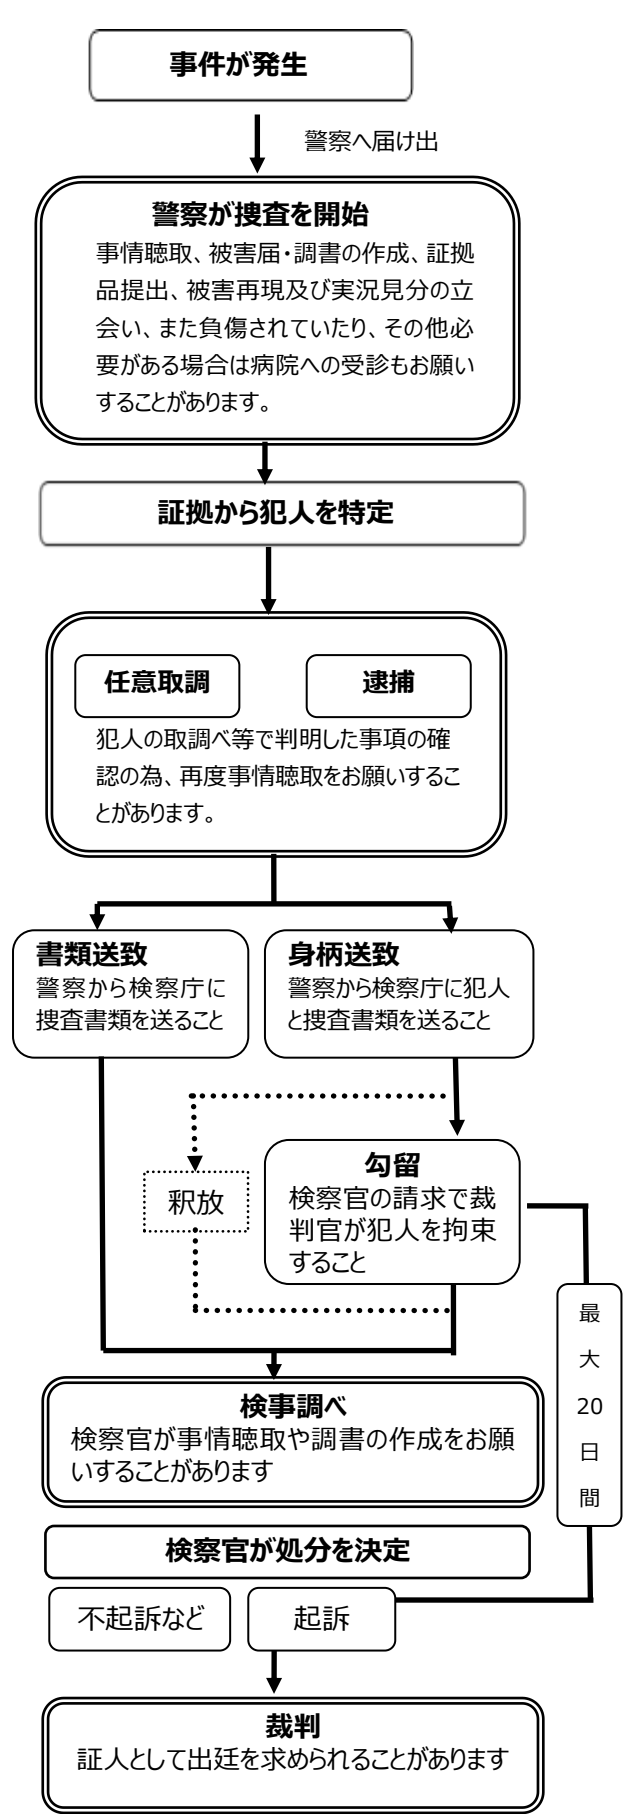 事件が発生
警察へ届け出
警察が捜査を開始
事情聴取、被害届・調書の作成、証拠
品提出、被害再現及び実況見分の立
会い、また負傷されていたり、その他必
要がある場合は病院への受診もお願い
することがあります。
証拠から犯人を特定
任意取調
逮捕
犯人の取調べ等で判明した事項の確
認の為、再度事情聴取をお願いするこ
とがあります。
書類送致
警察から検察庁に
捜査書類を送ること
身柄送致
警察から検察庁に犯人
と捜査書類を送ること
釈放
勾留
検察官の請求で裁
判官が犯人を拘束
すること
最
大
20
日
間
検事調べ
検察官が事情聴取や調書の作成をお願
いすることがあります
検察官が処分を決定
不起訴など
起訴
裁判
証人として出廷を求められることがあります